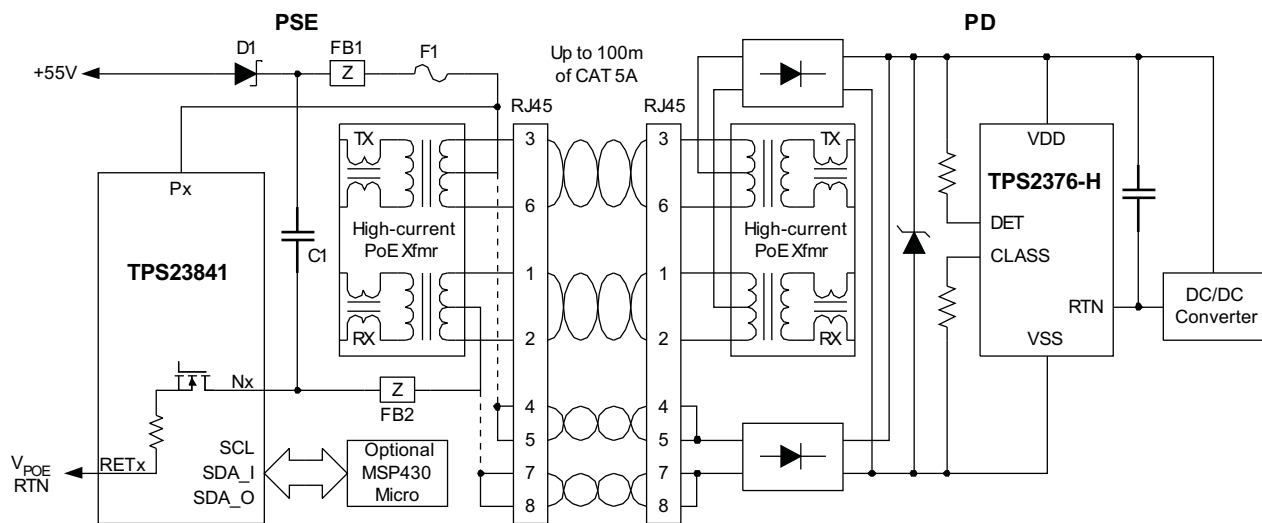 PSE
PD
D1
FB1
F1
+55V
Z
Up to 100m
of CAT 5A
RJ45
RJ45
Px
TPS23841
C1
TX
High-current
PoE Xfmr
RX
3
6
1
2
4
5
7
8
3
6
1
2
4
5
7
8
TX
High-current
PoE Xfmr
RX
VDD
TPS2376-H
DET
CLASS
RTN
VSS
DC/DC
Converter
Nx
Z
FB2
VPOE
RTN
RETx
SCL
SDA_I
SDA_O
Optional
MSP430
Micro